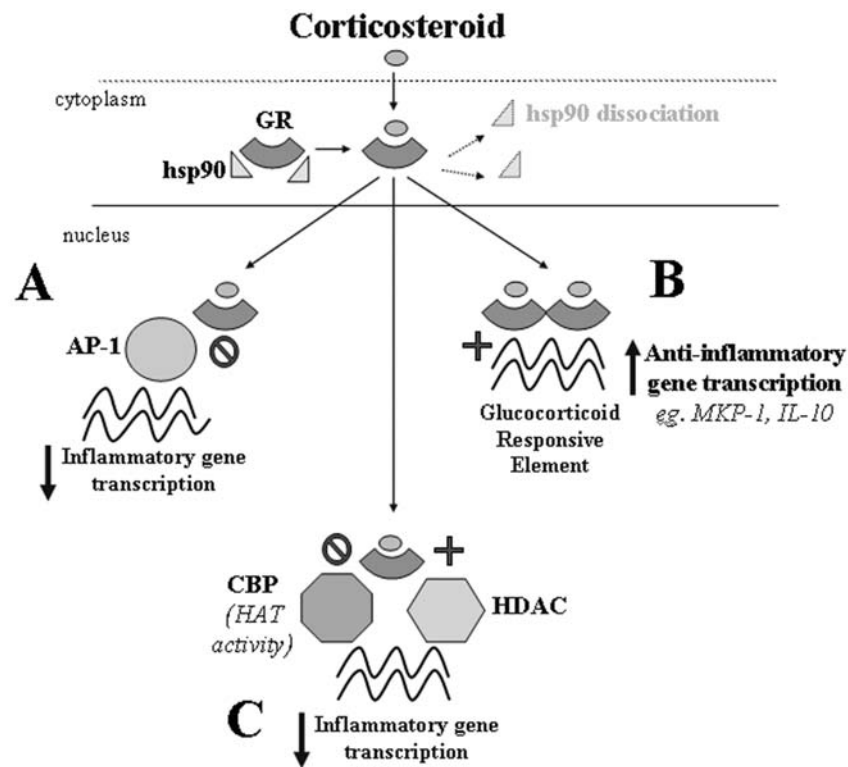 Corticosteroid
cytoplasm
GR
hsp90 dissociation
hsp90
nucleus
A
B
AP-1
Anti-inflammatory
gene transcription
eg. MKP-1, IL-10
Glucocorticoid
Responsive
Element
Inflammatory gene
transcription
CBP
(HAT
activity)
HDAC
C
Inflammatory gene
transcription